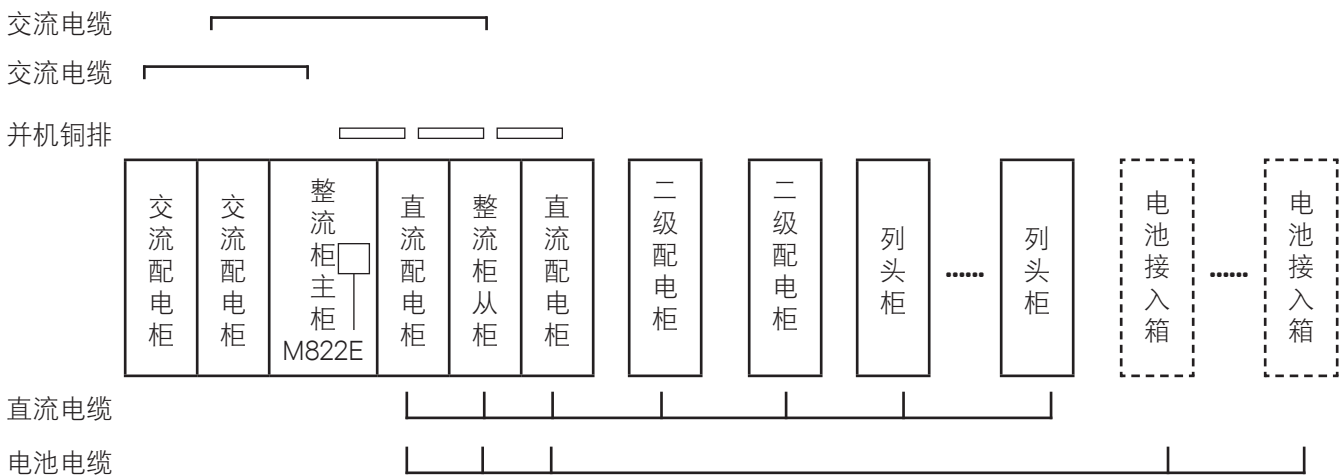 交流电缆
交流电缆
并机铜排
交流配电柜
交流配电柜
整流柜主柜
M822E
直流配电柜
整流柜从柜
直流配电柜
二级配电柜
二级配电柜
列头柜
......
列头柜
电池接入箱
......
电池接入箱
直流电缆
电池电缆